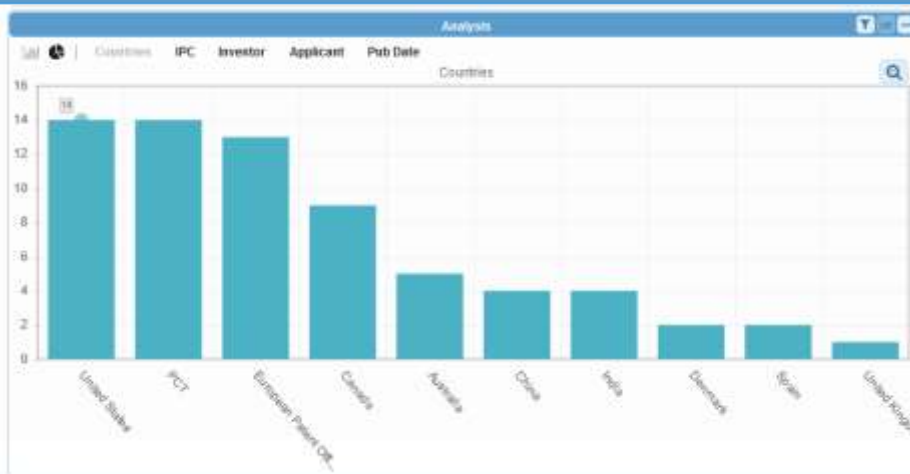 Analysis
Countries IPC Inventor Applicant Pub Date
Countries
16
14
14
12
10
8
6
4
2
0
United States
PCT
European Patent Off...
Canada
Australia
China
India
Denmark
Spain
United Kingd